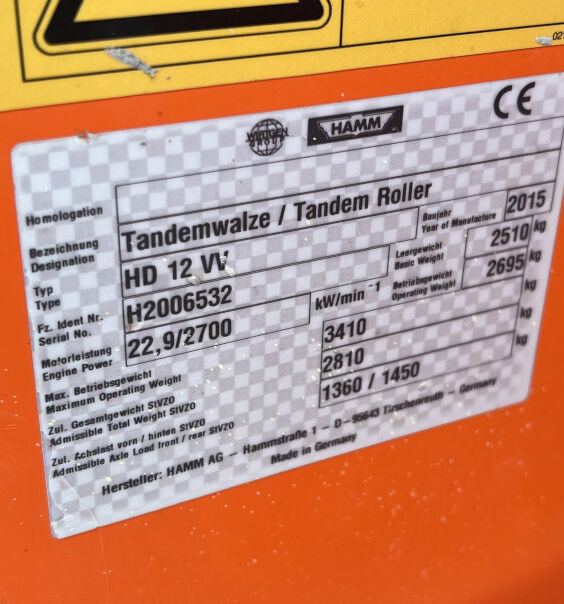 02
WIRTGEN GROUP
HAMM
CE
Homologation
Bezeichnung
Designation
Tandemwalze / Tandem Roller
Baujahr
Year of Manufacture
2015
Typ
Type
HD 12 VV
Leergewicht
Basic Weight
2510 kg
Fz. Ident Nr.
Serial No.
H2006532
Betriebsgewicht
Operating Weight
2695 kg
Motorleistung
Engine Power
22,9/2700 kW/min⁻¹
Max. Betriebsgewicht
Maximum Operating Weight
3410 kg
Zul. Gesamtgewicht StVZO
Admissible Total Weight StVZO
2810 kg
Zul. Achslast vorn / hinten StVZO
Admissible Axle Load front / rear StVZO
1360 / 1450 kg
Hersteller: HAMM AG – Hammstraße 1 – D – 95643 Tirschenreuth – Germany
Made in Germany